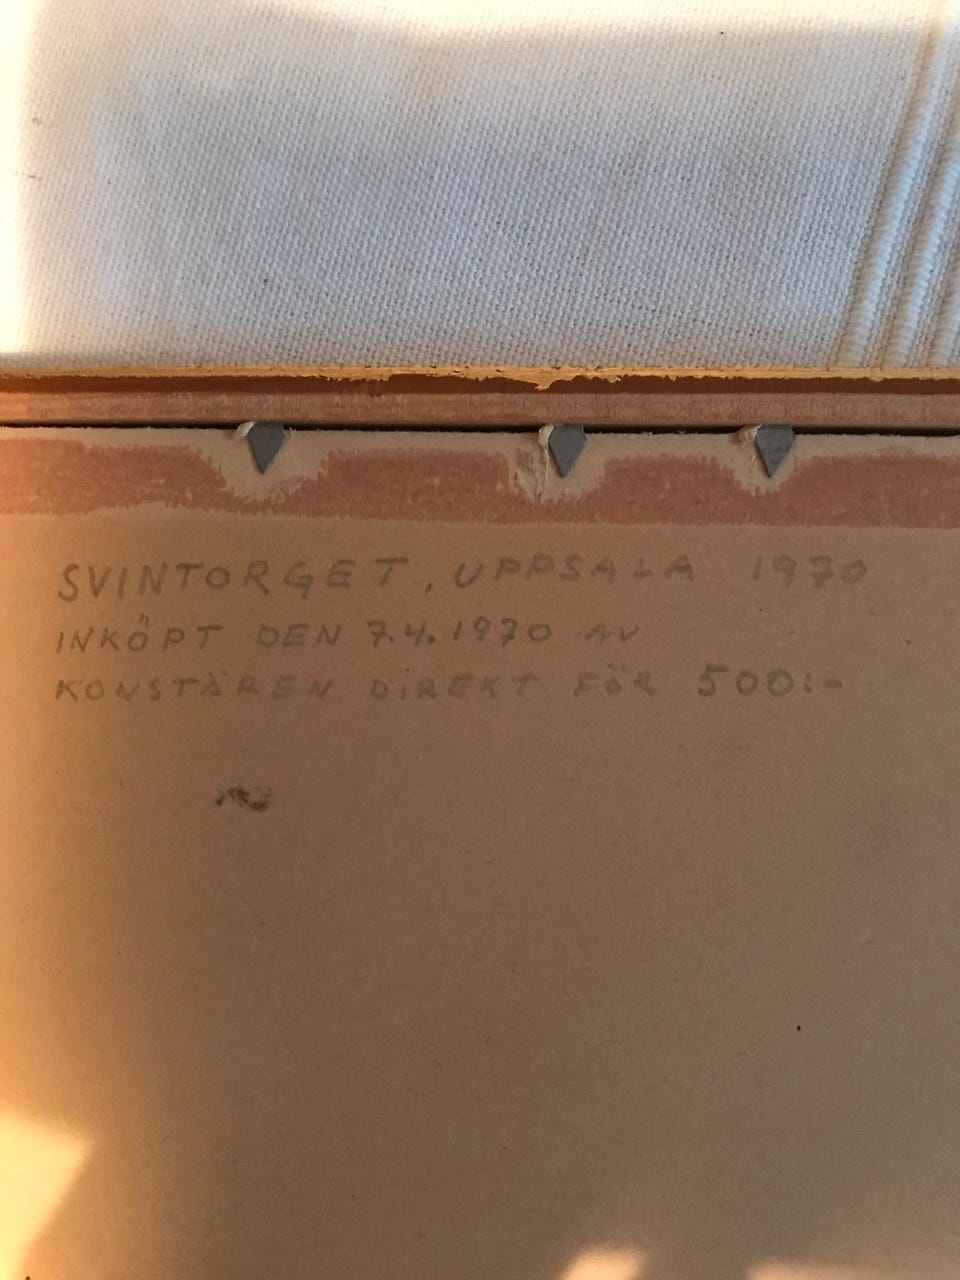 SVINTORGET, UPPSALA 1970
INKÖPT DEN 7.4.1970 AV
KONSTÄREN DIREKT FÖR 500:-